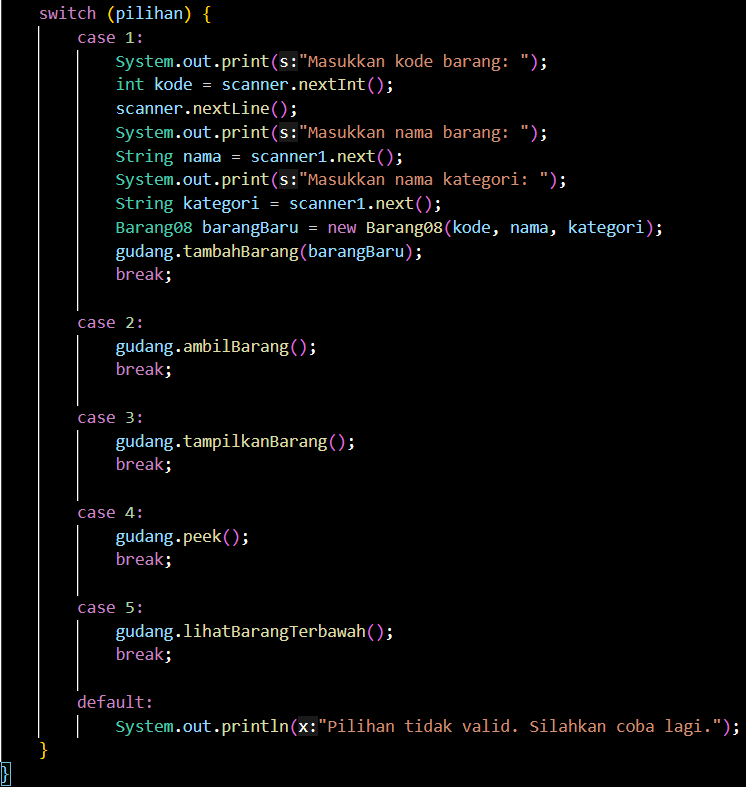 switch (pilihan) {
case 1:
System.out.print(s:"Masukkan kode barang: ");
int kode = scanner.nextInt();
scanner.nextLine();
System.out.print(s:"Masukkan nama barang: ");
String nama = scanner1.next();
System.out.print(s:"Masukkan nama kategori: ");
String kategori = scanner1.next();
Barang08 barangBaru = new Barang08(kode, nama, kategori);
gudang.tambahBarang(barangBaru);
break;
case 2:
gudang.ambilBarang();
break;
case 3:
gudang.tampilkanBarang();
break;
case 4:
gudang.peek();
break;
case 5:
gudang.lihatBarangTerbawah();
break;
default:
System.out.println(x:"Pilihan tidak valid. Silahkan coba lagi.");
}
}